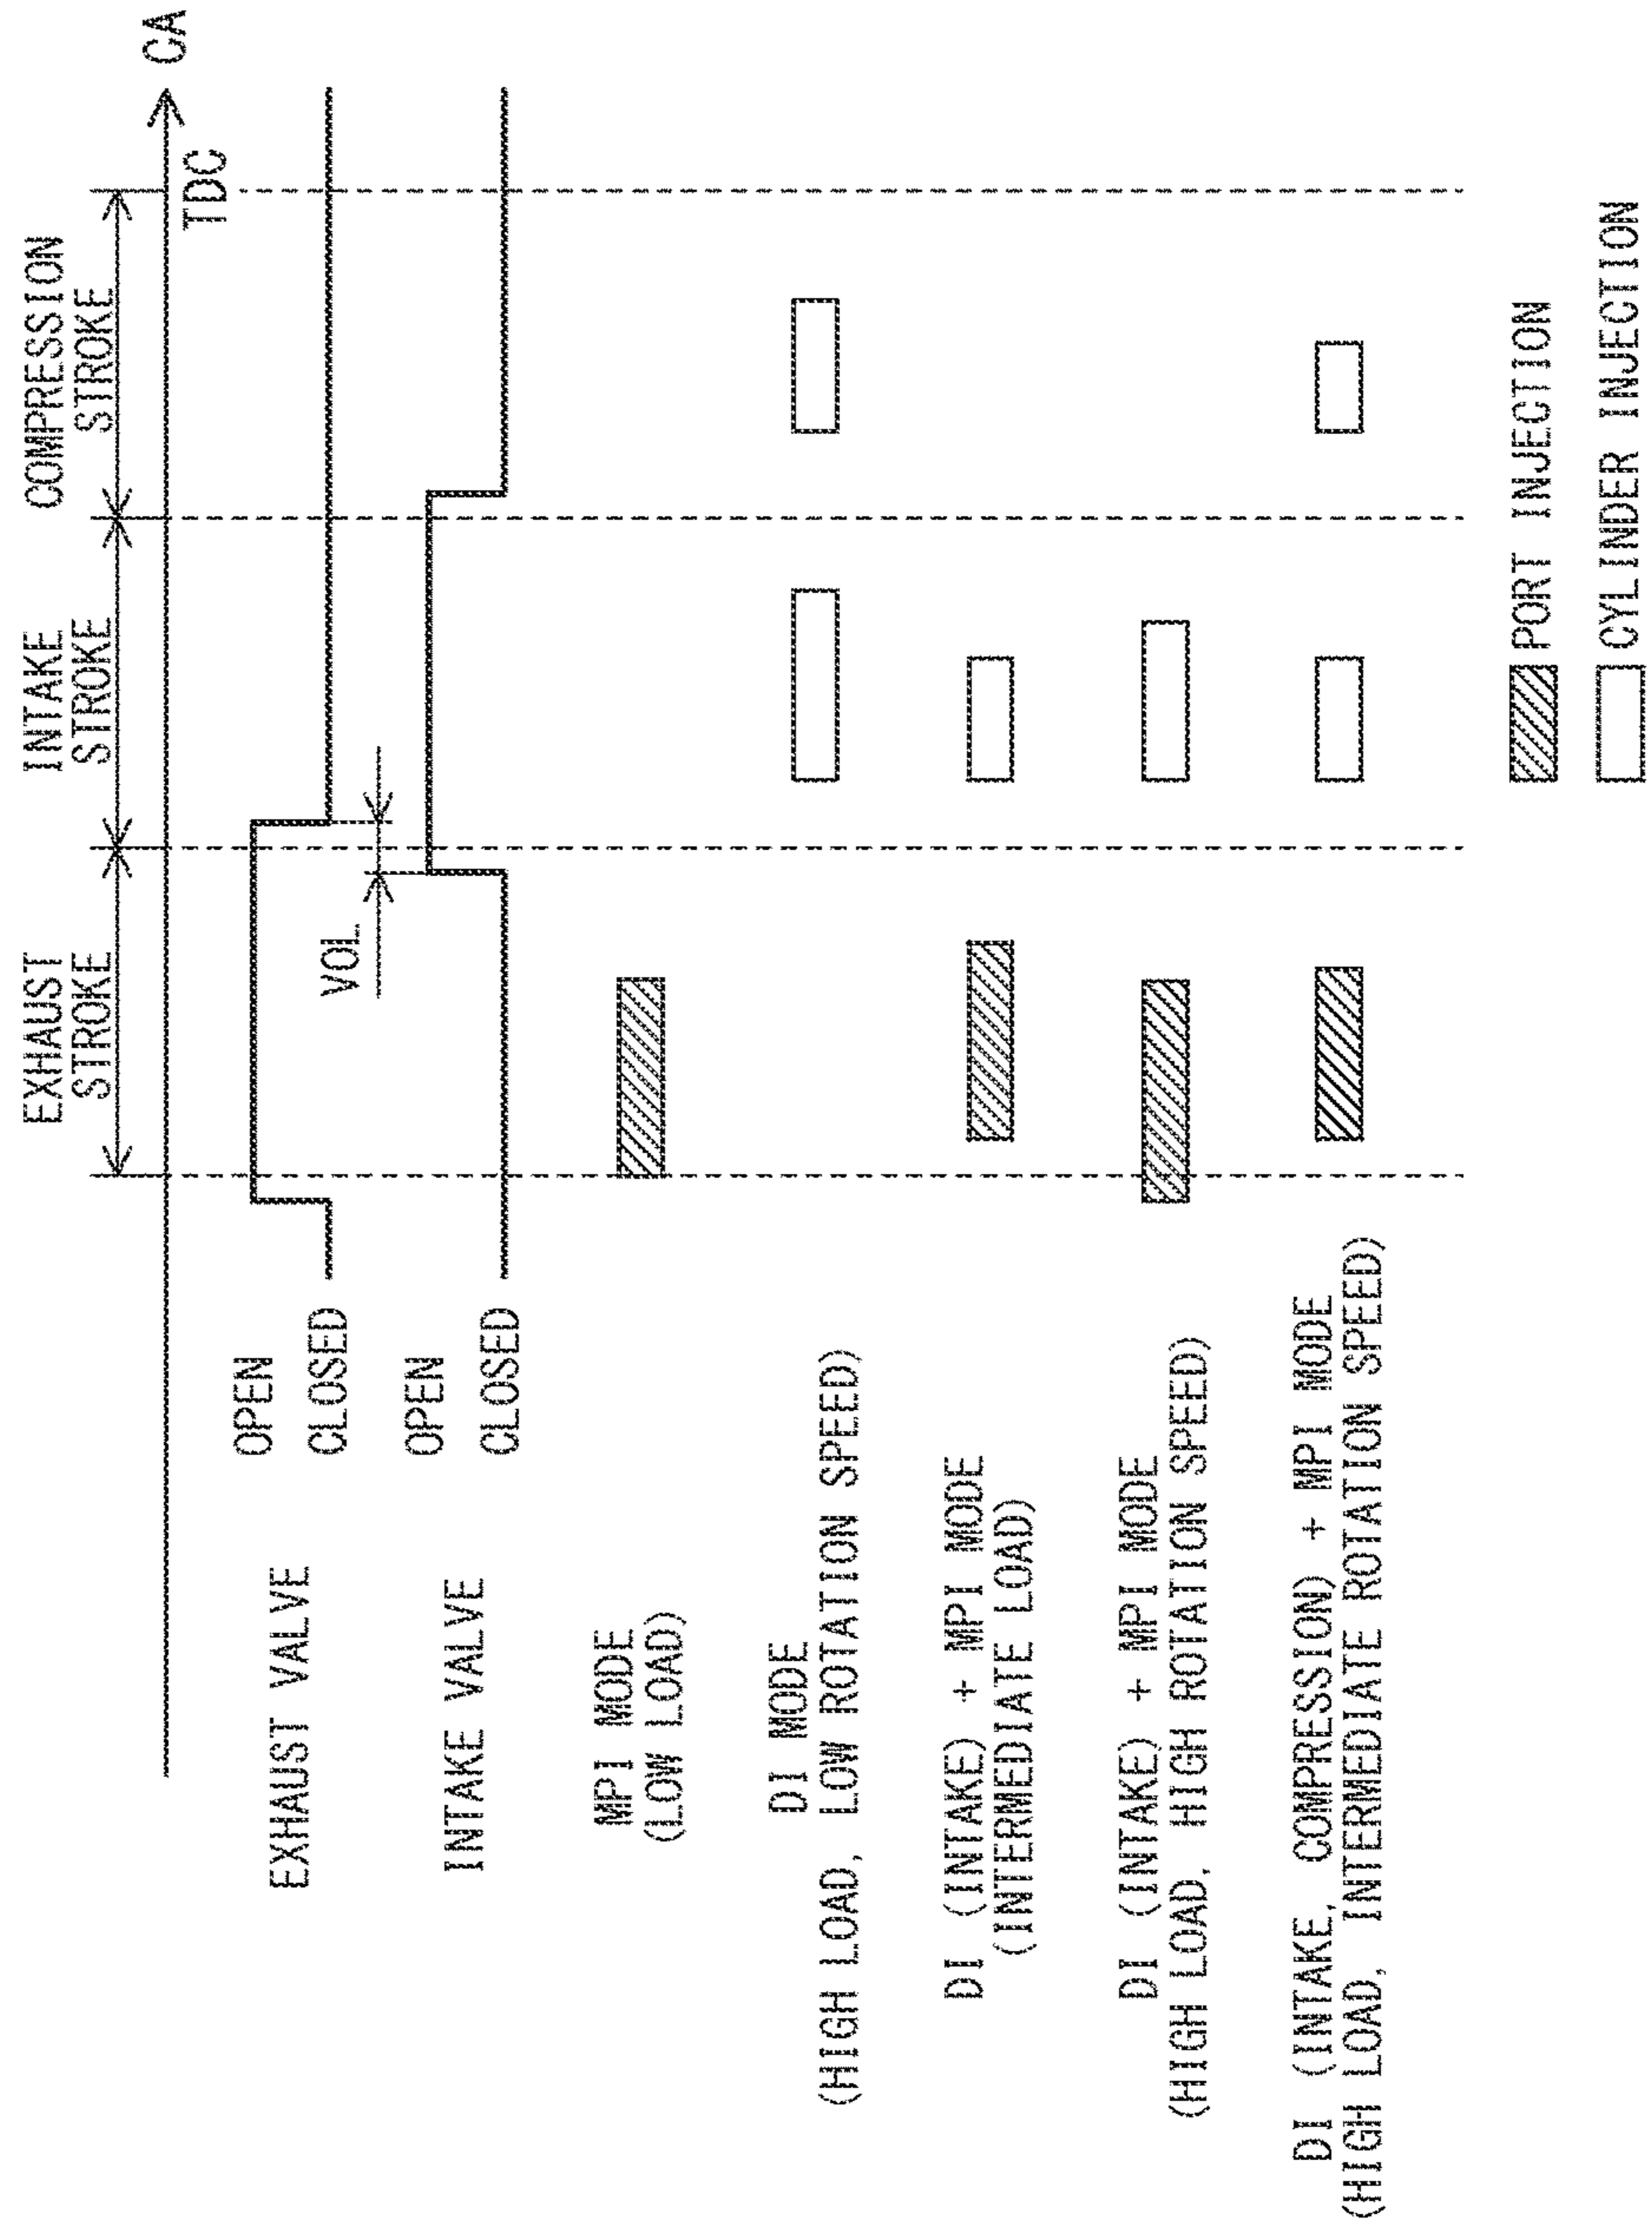 EXHAUST
STROKE
INTAKE
STROKE
COMPRESSION
STROKE
CA
TDC
EXHAUST VALVE
OPEN
CLOSED
VOL
INTAKE VALVE
OPEN
CLOSED
MPI MODE
(LOW LOAD)
DI MODE
(HIGH LOAD, LOW ROTATION SPEED)
DI (INTAKE) + MPI MODE
(INTERMEDIATE LOAD)
DI (INTAKE) + MPI MODE
(HIGH LOAD, HIGH ROTATION SPEED)
DI (INTAKE, COMPRESSION) + MPI MODE
(HIGH LOAD, INTERMEDIATE ROTATION SPEED)
PORT INJECTION
CYLINDER INJECTION